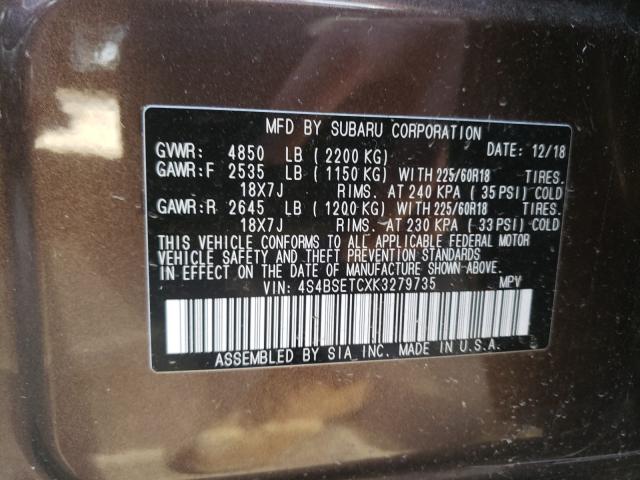 MFD BY SUBARU CORPORATION
GVWR: 4850 LB (2200 KG) DATE: 12/18
GAWR:F 2535 LB (1150 KG) WITH 225/60R18 TIRES.
18X7J RIMS. AT 240 KPA (35 PSI) COLD
GAWR:R 2645 LB (1200 KG) WITH 225/60R18 TIRES.
18X7J RIMS. AT 230 KPA (33 PSI) COLD
THIS VEHICLE CONFORMS TO ALL APPLICABLE FEDERAL MOTOR
VEHICLE SAFETY AND THEFT PREVENTION STANDARDS
IN EFFECT ON THE DATE OF MANUFACTURE SHOWN ABOVE.
VIN: 4S4BSETCXK3279735 MPV
ASSEMBLED BY SIA, INC. MADE IN U.S.A.